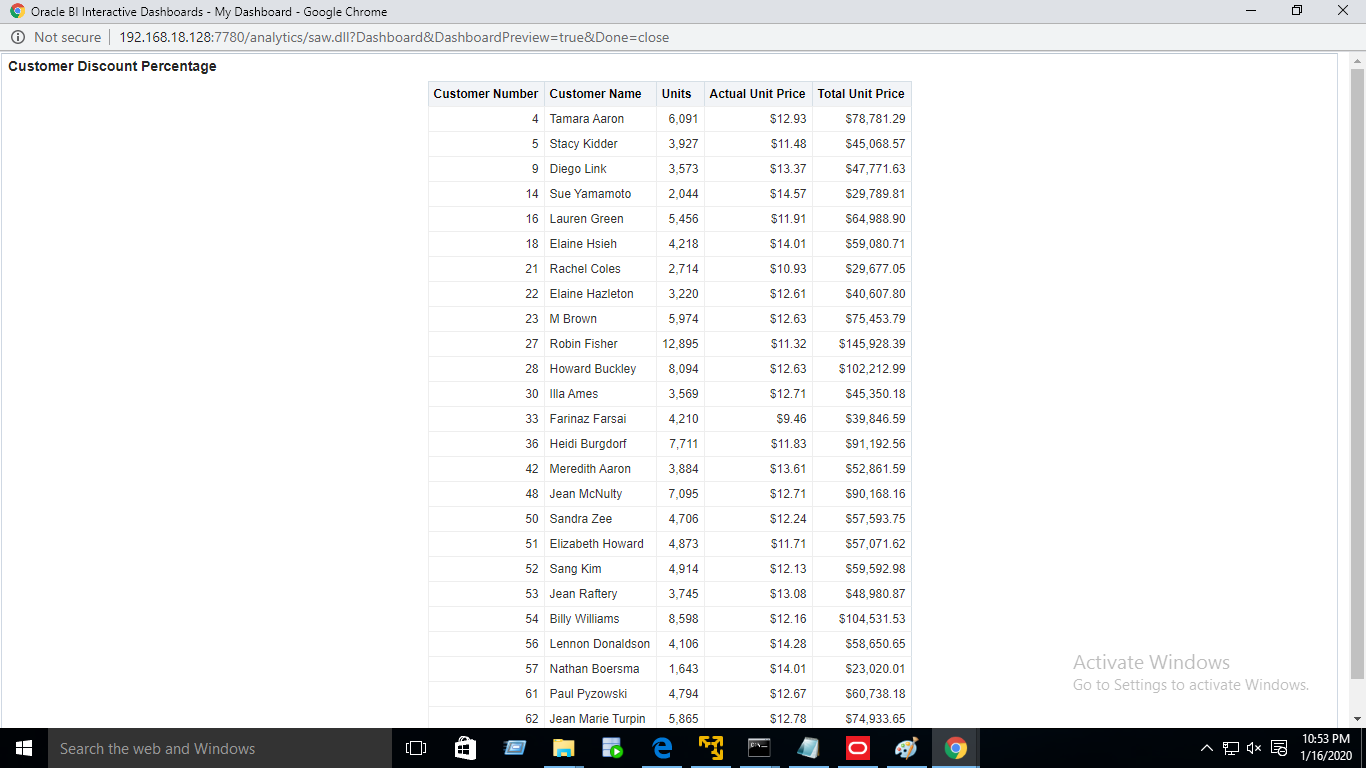 Oracle BI Interactive Dashboards - My Dashboard - Google Chrome
Not secure 192.168.18.128:7780/analytics/saw.dll?Dashboard&DashboardPreview=true&Done=close
Customer Discount Percentage
Customer Number Customer Name Units Actual Unit Price Total Unit Price
4 Tamara Aaron 6,091 $12.93 $78,781.29
5 Stacy Kidder 3,927 $11.48 $45,068.57
9 Diego Link 3,573 $13.37 $47,771.63
14 Sue Yamamoto 2,044 $14.57 $29,789.81
16 Lauren Green 5,456 $11.91 $64,988.90
18 Elaine Hsieh 4,218 $14.01 $59,080.71
21 Rachel Coles 2,714 $10.93 $29,677.05
22 Elaine Hazleton 3,220 $12.61 $40,607.80
23 M Brown 5,974 $12.63 $75,453.79
27 Robin Fisher 12,895 $11.32 $145,928.39
28 Howard Buckley 8,094 $12.63 $102,212.99
30 Illa Ames 3,569 $12.71 $45,350.18
33 Farinaz Farsai 4,210 $9.46 $39,846.59
36 Heidi Burgdorf 7,711 $11.83 $91,192.56
42 Meredith Aaron 3,884 $13.61 $52,861.59
48 Jean McNulty 7,095 $12.71 $90,168.16
50 Sandra Zee 4,706 $12.24 $57,593.75
51 Elizabeth Howard 4,873 $11.71 $57,071.62
52 Sang Kim 4,914 $12.13 $59,592.98
53 Jean Raftery 3,745 $13.08 $48,980.87
54 Billy Williams 8,598 $12.16 $104,531.53
56 Lennon Donaldson 4,106 $14.28 $58,650.65
57 Nathan Boersma 1,643 $14.01 $23,020.01
61 Paul Pyzowski 4,794 $12.67 $60,738.18
62 Jean Marie Turpin 5,865 $12.78 $74,933.65
Activate Windows
Go to Settings to activate Windows.
Search the web and Windows
10:53 PM
1/16/2020